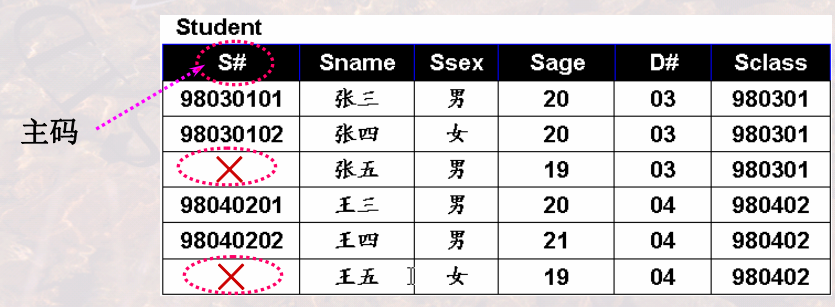 Student
S# Sname Ssex Sage D# Sclass
98030101 张三 男 20 03 980301
主码
98030102 张四 女 20 03 980301
张五 男 19 03 980301
98040201 王三 男 20 04 980402
98040202 王四 男 21 04 980402
王五 女 19 04 980402